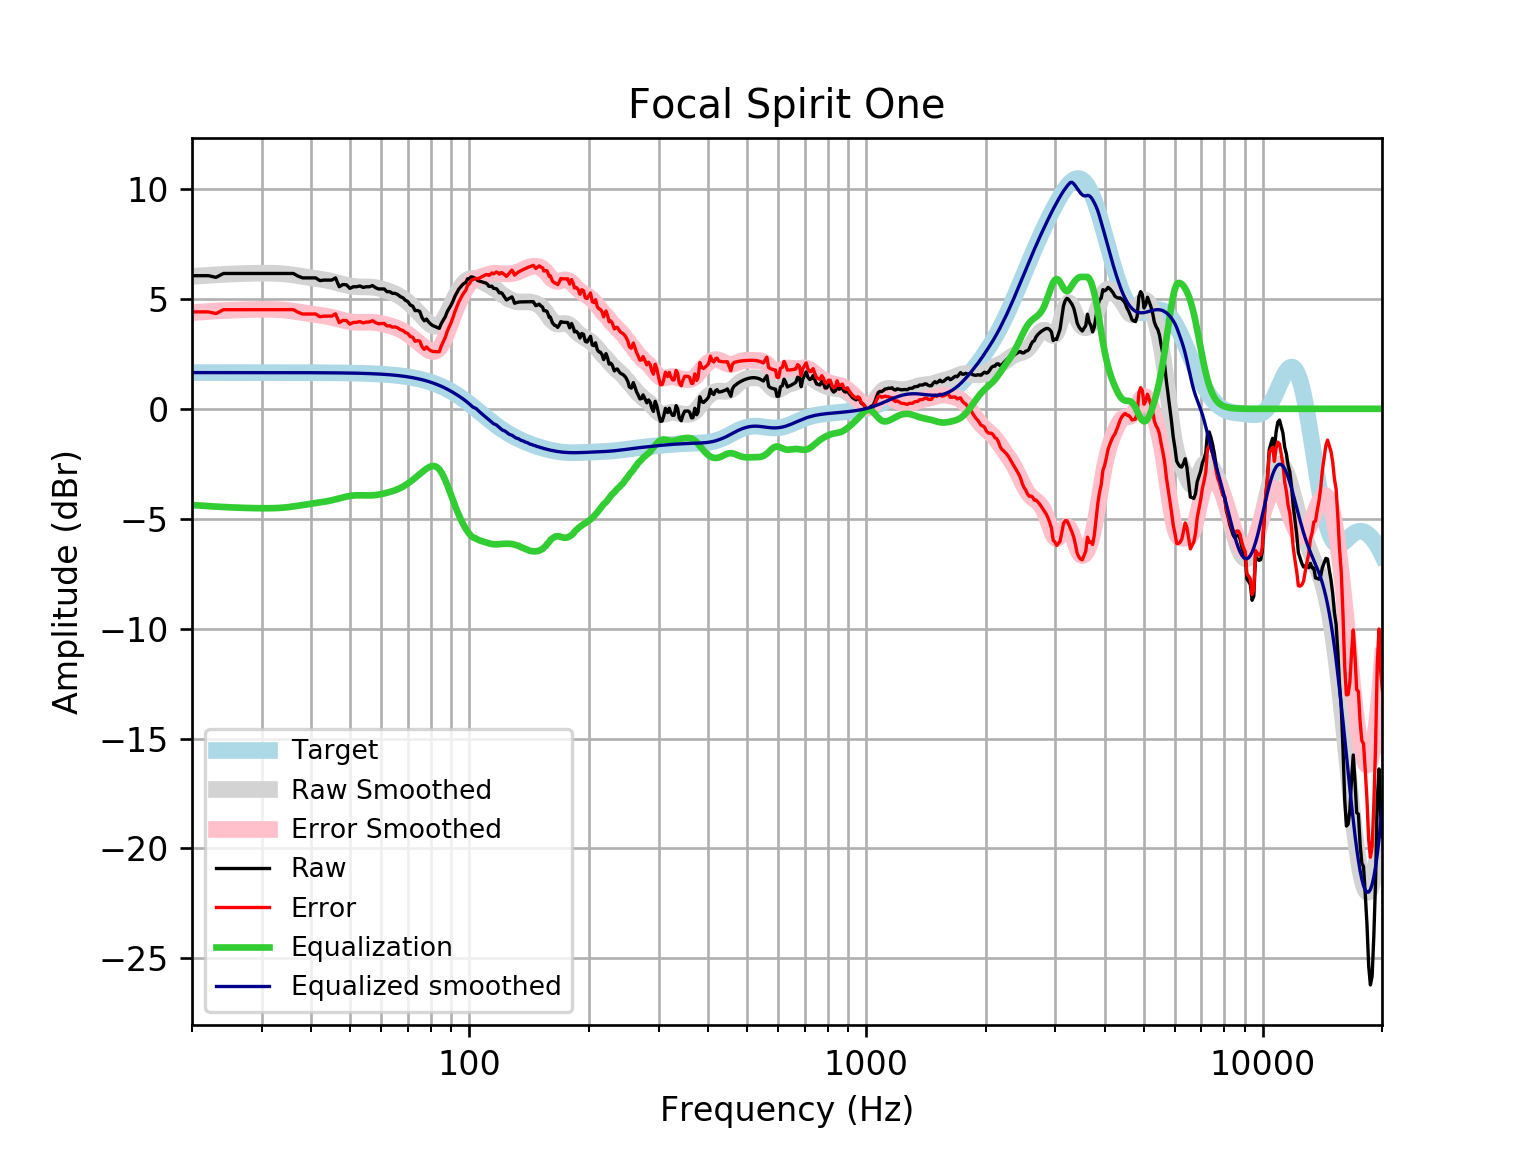 Focal Spirit One
10
5
0
−5
−10
−15
−20
−25
Amplitude (dBr)
Target
Raw Smoothed
Error Smoothed
Raw
Error
Equalization
Equalized smoothed
100
1000
10000
Frequency (Hz)